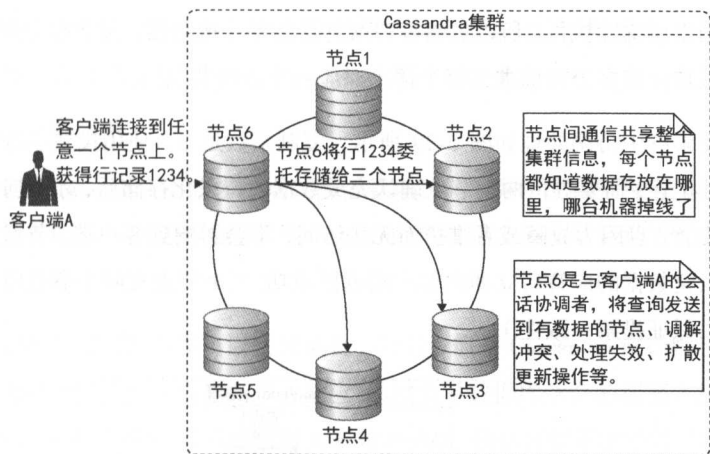 Cassandra集群
节点1
客户端连接到任
意一个节点上。
获得行记录1234。
客户端A
节点6
节点6将行1234委
托存储给三个节点
节点2
节点间通信共享整个
集群信息，每个节点
都知道数据存放在哪
里，哪台机器掉线了
节点6是与客户端A的会
话协调者，将查询发送
到有数据的节点、调解
冲突、处理失效、扩散
更新操作等。
节点5
节点4
节点3